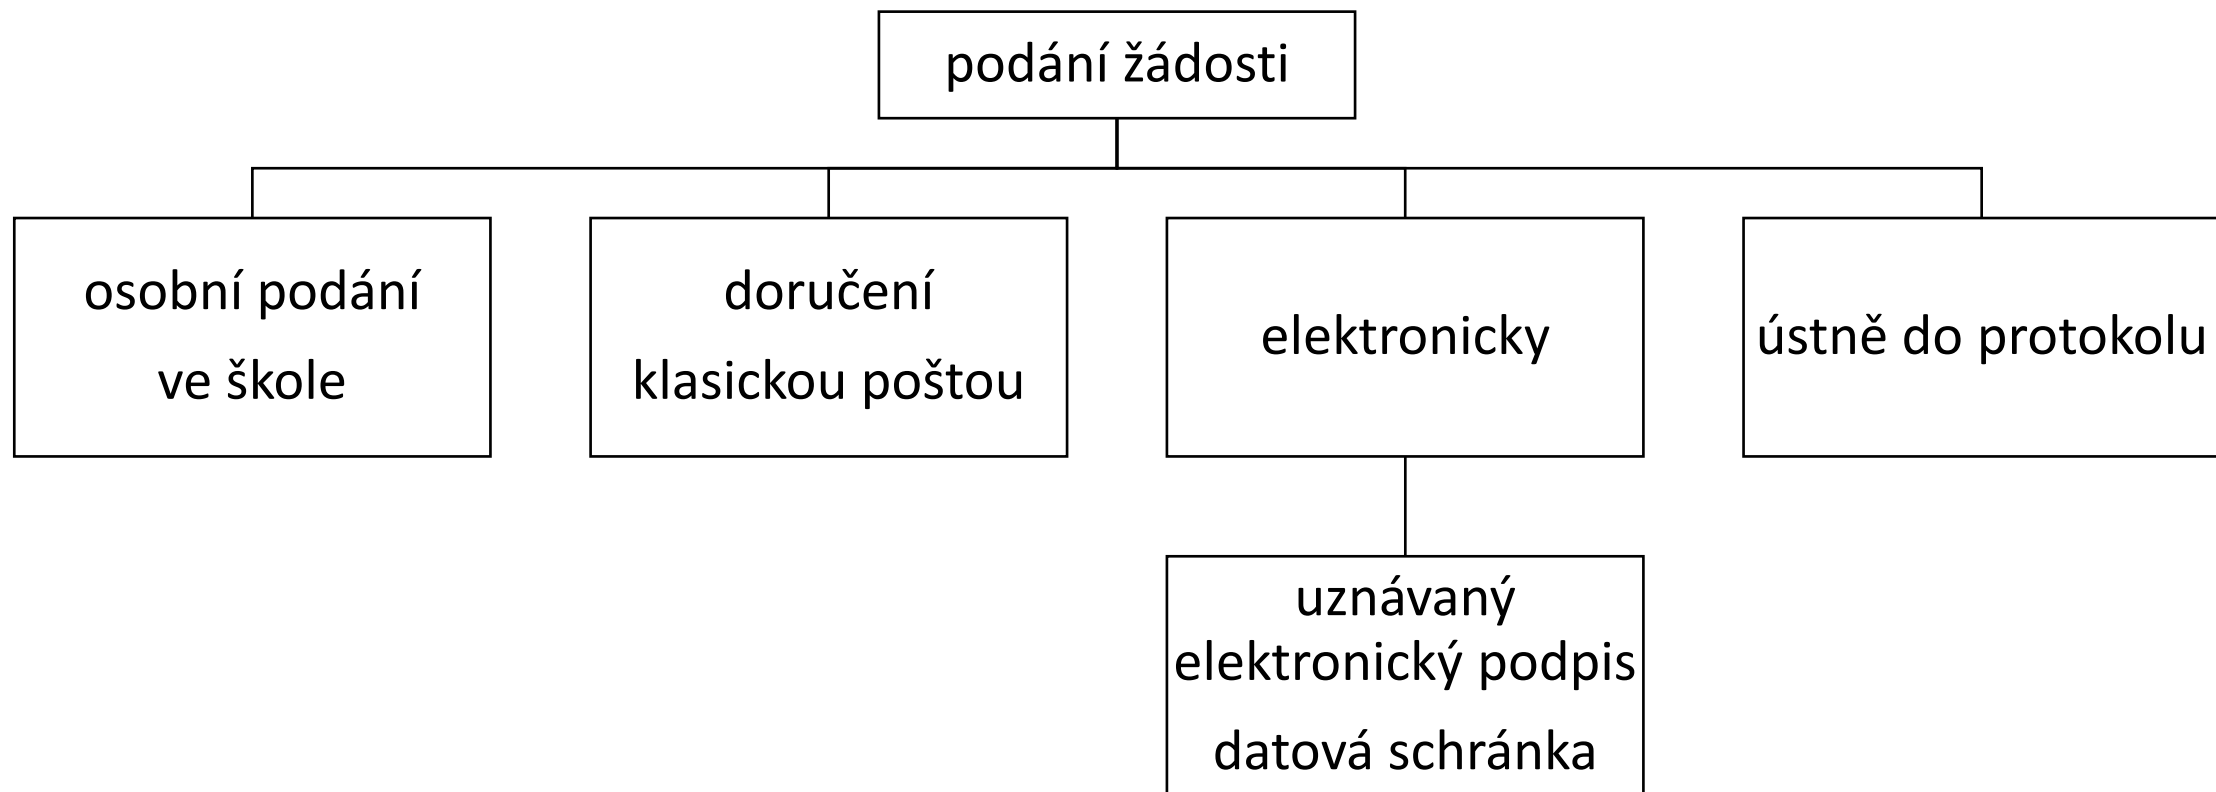 podání žádosti
osobní podání
ve škole
doručení
klasickou poštou
elektronicky
ústně do protokolu
uznávaný
elektronický podpis
datová schránka